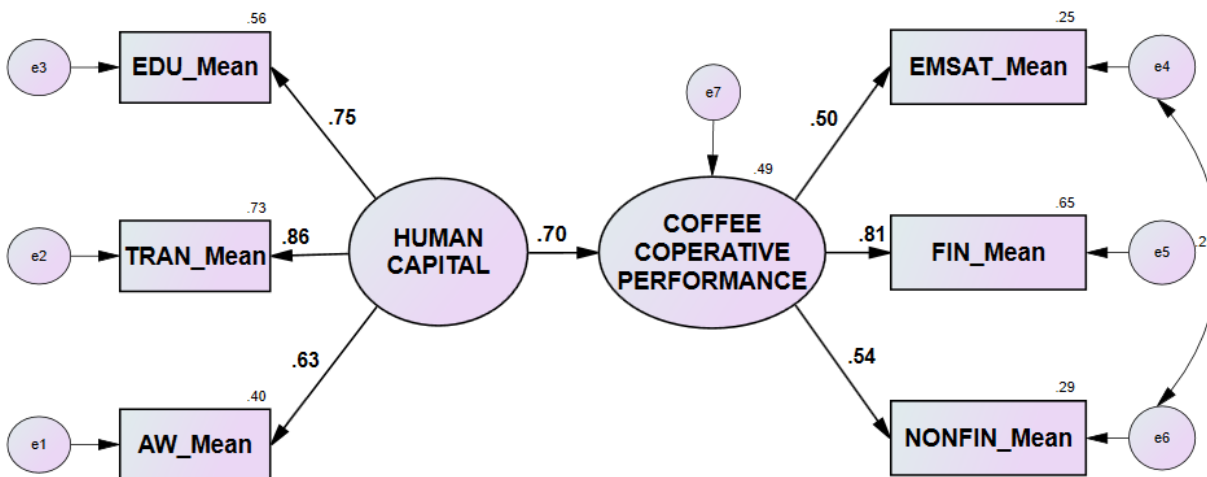 .56
.25
e3
EDU_Mean
EMSAT_Mean
e4
e7
.75
.50
.49
.73
.65
e2
TRAN_Mean
.86
HUMAN
CAPITAL
.70
COFFEE
COPERATIVE
PERFORMANCE
.81
FIN_Mean
e5
.63
.54
.40
.29
e1
AW_Mean
NONFIN_Mean
e6